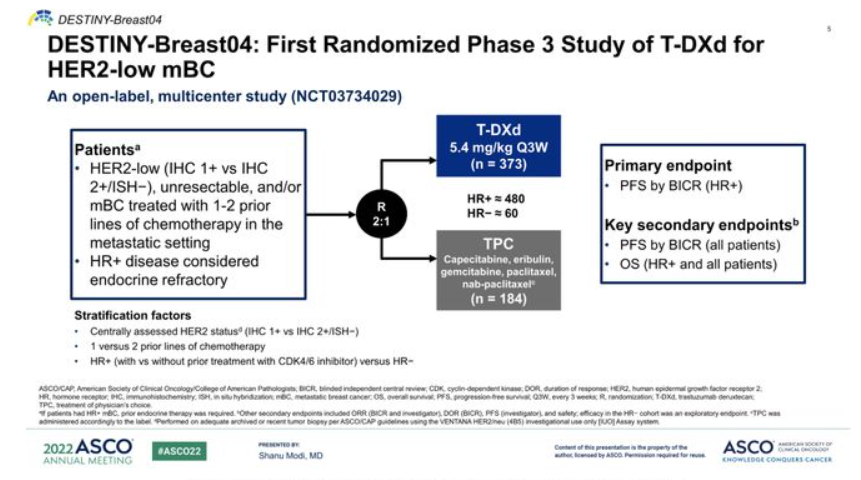 DESTINY-Breast04
5
DESTINY-Breast04: First Randomized Phase 3 Study of T-DXd for
HER2-low mBC
An open-label, multicenter study (NCT03734029)
Patientsᵃ
• HER2-low (IHC 1+ vs IHC
2+/ISH−), unresectable, and/or
mBC treated with 1-2 prior
lines of chemotherapy in the
metastatic setting
• HR+ disease considered
endocrine refractory
R
2:1
T-DXd
5.4 mg/kg Q3W
(n = 373)
HR+ ≈ 480
HR− ≈ 60
TPC
Capecitabine, eribulin,
gemcitabine, paclitaxel,
nab-paclitaxelᶜ
(n = 184)
Primary endpoint
• PFS by BICR (HR+)
Key secondary endpointsᵇ
• PFS by BICR (all patients)
• OS (HR+ and all patients)
Stratification factors
• Centrally assessed HER2 statusᵈ (IHC 1+ vs IHC 2+/ISH−)
• 1 versus 2 prior lines of chemotherapy
• HR+ (with vs without prior treatment with CDK4/6 inhibitor) versus HR−
ASCO/CAP, American Society of Clinical Oncology/College of American Pathologists; BICR, blinded independent central review; CDK, cyclin-dependent kinase; DOR, duration of response; HER2, human epidermal growth factor receptor 2;
HR, hormone receptor; IHC, immunohistochemistry; ISH, in situ hybridization; mBC, metastatic breast cancer; OS, overall survival; PFS, progression-free survival; Q3W, every 3 weeks; R, randomization; T-DXd, trastuzumab deruxtecan;
TPC, treatment of physician's choice.
ᵃIf patients had HR+ mBC, prior endocrine therapy was required. ᵇOther secondary endpoints included ORR (BICR and investigator), DOR (BICR), PFS (investigator), and safety; efficacy in the HR− cohort was an exploratory endpoint. ᶜTPC was
administered accordingly to the label. ᵈPerformed on adequate archived or recent tumor biopsy per ASCO/CAP guidelines using the VENTANA HER2/neu (4B5) investigational use only [IUO] Assay system.
2022 ASCO
ANNUAL MEETING
#ASCO22
PRESENTED BY:
Shanu Modi, MD
Content of this presentation is the property of the
author, licensed by ASCO. Permission required for reuse.
ASCO
AMERICAN SOCIETY OF
CLINICAL ONCOLOGY
KNOWLEDGE CONQUERS CANCER